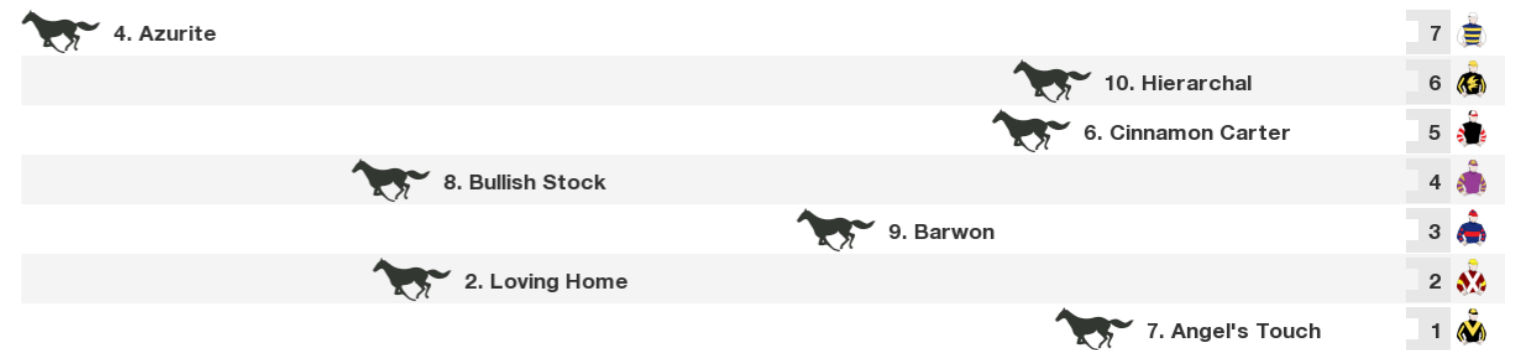 4. Azurite 7
10. Hierarchal 6
6. Cinnamon Carter 5
8. Bullish Stock 4
9. Barwon 3
2. Loving Home 2
7. Angel's Touch 1